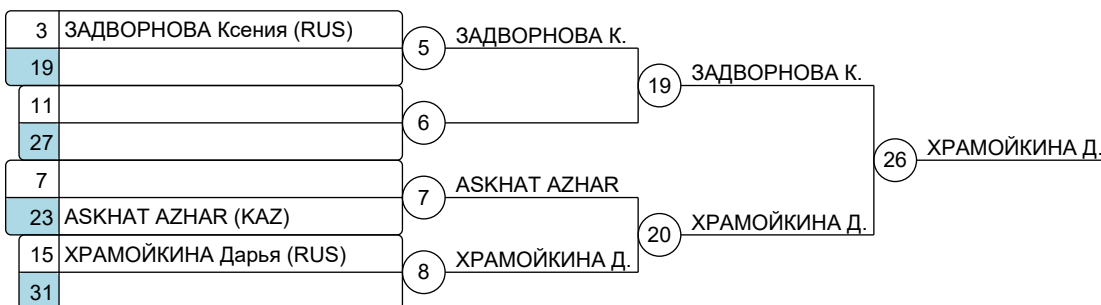 3 ЗАДВОРНОВА Ксения (RUS)
5 ЗАДВОРНОВА К.
19
19 ЗАДВОРНОВА К.
11
6
27
26 ХРАМОЙКИНА Д.
7
7 ASKHAT AZHAR
23 ASKHAT AZHAR (KAZ)
20 ХРАМОЙКИНА Д.
15 ХРАМОЙКИНА Дарья (RUS)
8 ХРАМОЙКИНА Д.
31